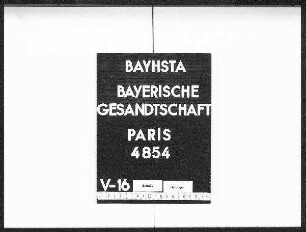 BAYHSTA
BAYERISCHE
GESANDTSCHAFT
PARIS
4854
V-16